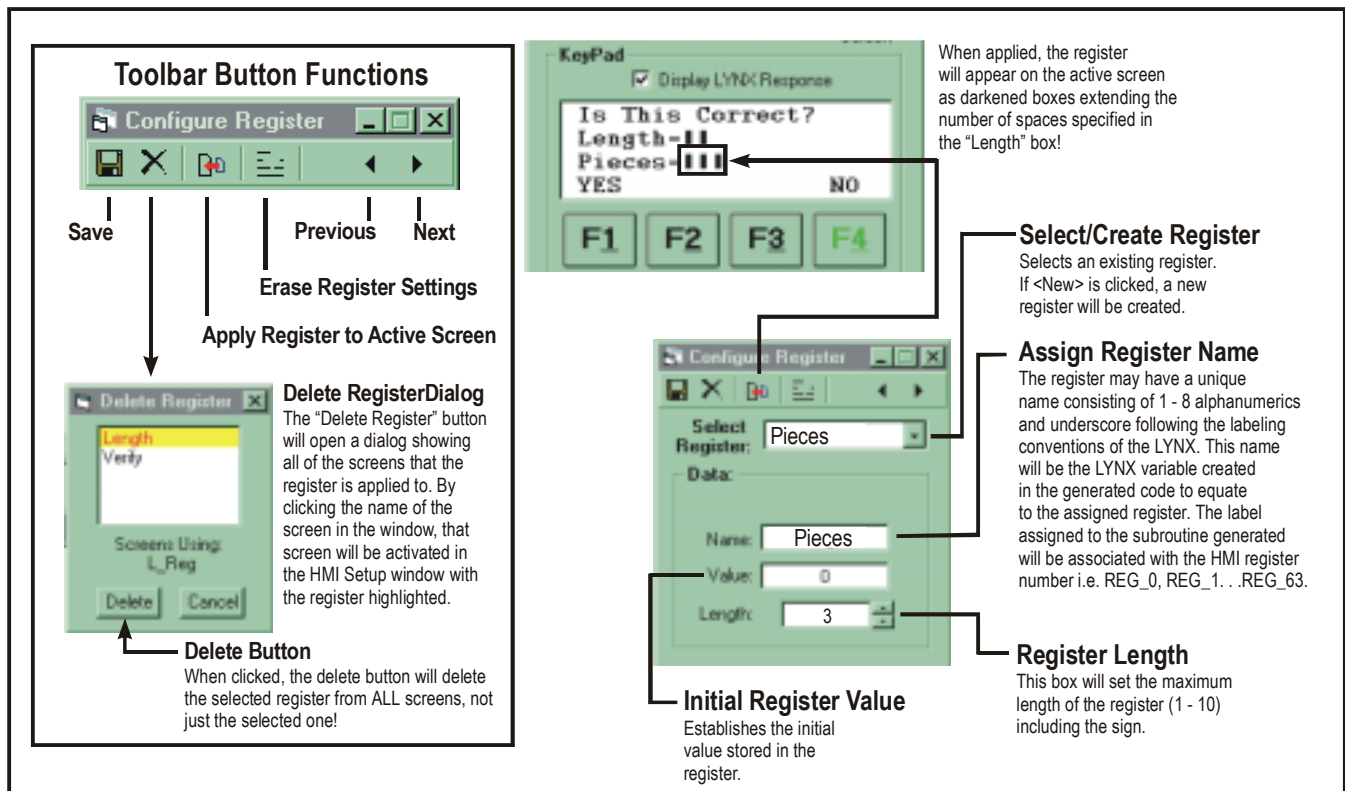 Toolbar Button Functions
Configure Register
Save
Previous
Next
Erase Register Settings
Apply Register to Active Screen
Delete Register
Length
Verify
Screens Using:
L_Reg
Delete
Cancel
Delete RegisterDialog
The “Delete Register” button
will open a dialog showing
all of the screens that the
register is applied to. By
clicking the name of the
screen in the window, that
screen will be activated in
the HMI Setup window with
the register highlighted.
Delete Button
When clicked, the delete button will delete
the selected register from ALL screens, not
just the selected one!
KeyPad
Display LYNX Response
Is This Correct?
Length=
Pieces=
YES NO
F1 F2 F3 F4
When applied, the register
will appear on the active screen
as darkened boxes extending the
number of spaces specified in
the “Length” box!
Configure Register
Select
Register:
Pieces
Data:
Name: Pieces
Value: 0
Length: 3
Select/Create Register
Selects an existing register.
If <New> is clicked, a new
register will be created.
Assign Register Name
The register may have a unique
name consisting of 1 - 8 alphanumerics
and underscore following the labeling
conventions of the LYNX. This name
will be the LYNX variable created
in the generated code to equate
to the assigned register. The label
assigned to the subroutine generated
will be associated with the HMI register
number i.e. REG_0, REG_1. . .REG_63.
Register Length
This box will set the maximum
length of the register (1 - 10)
including the sign.
Initial Register Value
Establishes the initial
value stored in the
register.